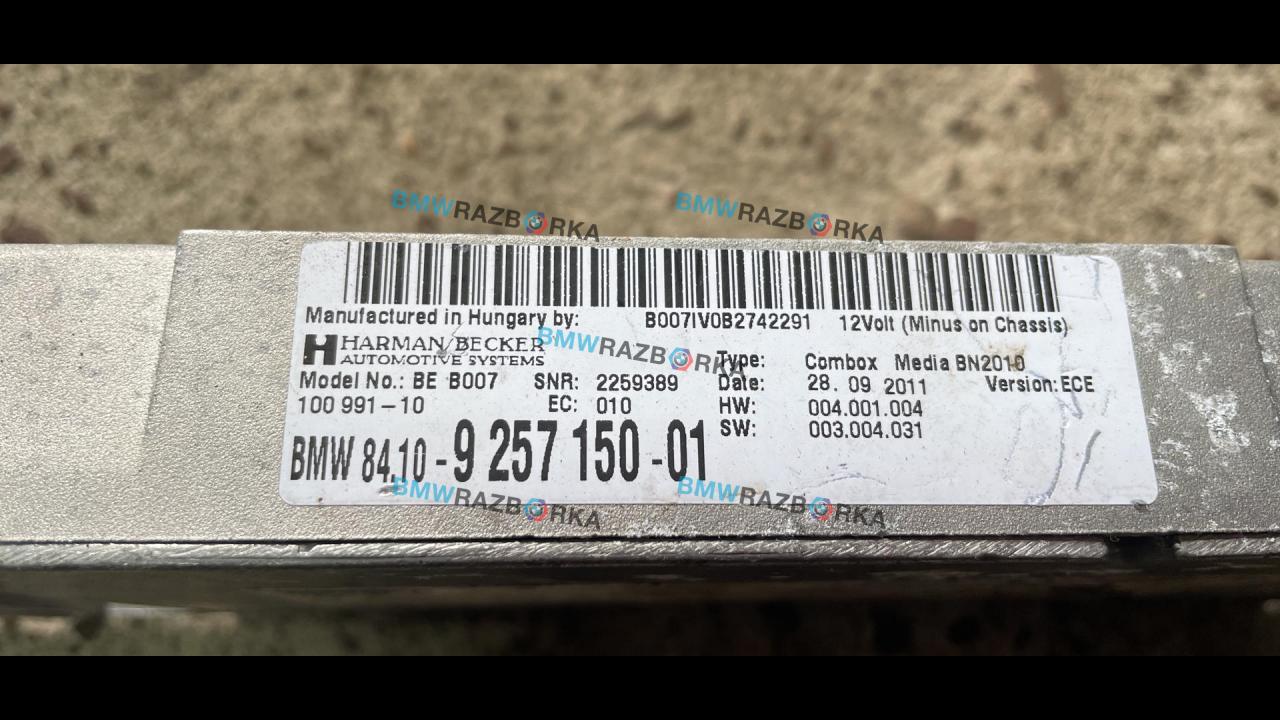 BMWRAZBORKA BMWRAZBORKA
Manufactured in Hungary by: B007IV0B2742291 12Volt (Minus on Chassis)
HARMAN/BECKER
AUTOMOTIVE SYSTEMS
BMWRAZBORKA
Type: Combox Media BN2010
Model No.: BE B007 SNR: 2259389 Date: 28. 09 2011 Version: ECE
100 991-10 EC: 010 HW: 004.001.004
SW: 003.004.031
BMW 84.10 - 9 257 150 - 01
BMWRAZBORKA BMWRAZBORKA